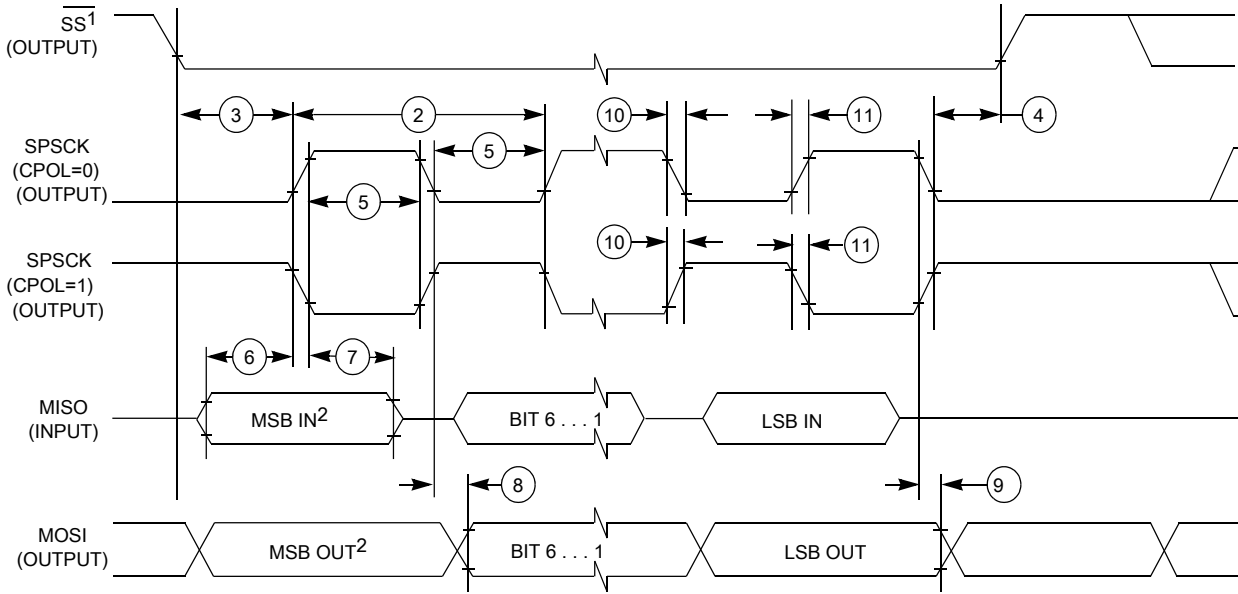 SS1
(OUTPUT)
3
2
10
11
4
SPSCK
(CPOL=0)
(OUTPUT)
5
5
10
11
SPSCK
(CPOL=1)
(OUTPUT)
6
7
MISO
(INPUT)
MSB IN2
BIT 6 . . . 1
LSB IN
8
9
MOSI
(OUTPUT)
MSB OUT2
BIT 6 . . . 1
LSB OUT